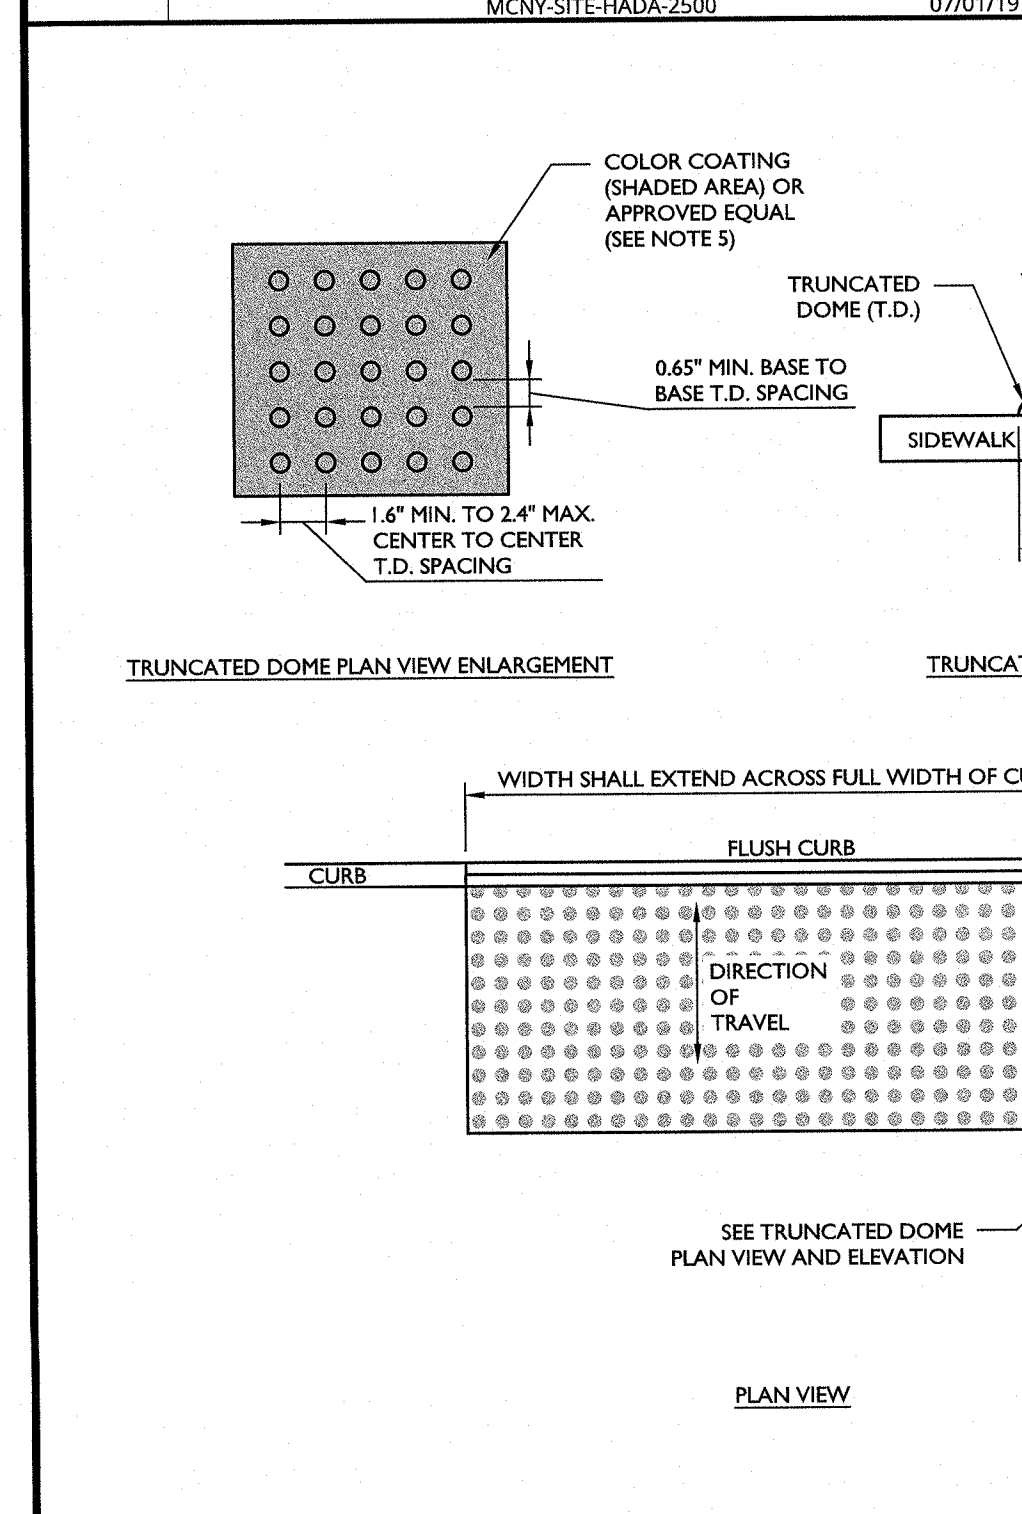 MCNY-SITE-HADA-2500 07/01/19
COLOR COATING
(SHADED AREA) OR
APPROVED EQUAL
(SEE NOTE 5)
TRUNCATED
DOME (T.D.)
0.65" MIN. BASE TO
BASE T.D. SPACING
SIDEWALK
1.6" MIN. TO 2.4" MAX.
CENTER TO CENTER
T.D. SPACING
TRUNCATED DOME PLAN VIEW ENLARGEMENT
WIDTH SHALL EXTEND ACROSS FULL WIDTH OF
FLUSH CURB
CURB
DIRECTION
OF
TRAVEL
SEE TRUNCATED DOME
PLAN VIEW AND ELEVATION
PLAN VIEW